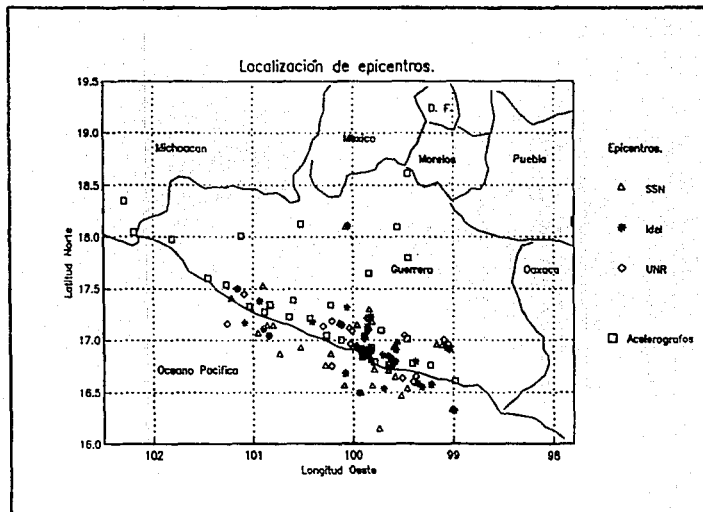 Localización de epicentros.
19.5
19.0
18.5
18.0
17.5
17.0
16.5
16.0
Latitud Norte
102
101
100
99
98
Longitud Oeste
Michoacan
México
D. F.
Morelos
Puebla
Guerrero
Oaxaca
Oceano Pacifico
Epicentros.
SSN
Idel
UNR
Acelerografos